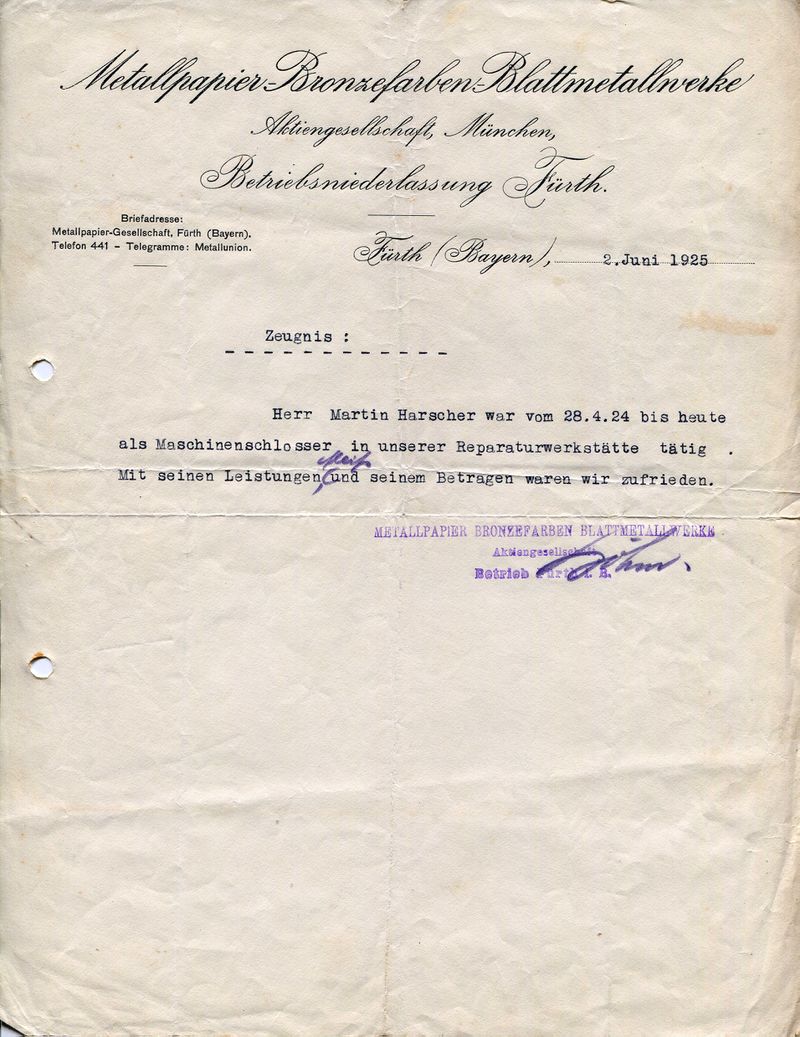 Metallpapier-Bronzefarben-Blattmetallwerke
Aktiengesellschaft, München,
Betriebsniederlassung Fürth.
Briefadresse:
Metallpapier-Gesellschaft, Fürth (Bayern).
Telefon 441 – Telegramme: Metallunion.
Fürth (Bayern), 2.Juni 1925
Zeugnis :
Herr Martin Harscher war vom 28.4.24 bis heute
als Maschinenschlosser in unserer Reparaturwerkstätte tätig .
Mit seinen Leistungen, und seinem Betragen waren wir zufrieden.
METALLPAPIER BRONZEFARBEN BLATTMETALLWERKE
Aktiengesellschaft
Betrieb Fürth i. B.